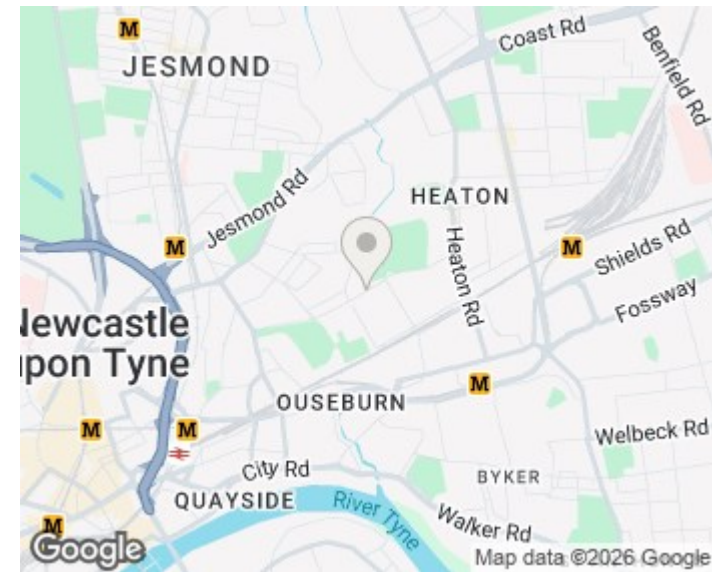 M
Coast Rd
Benfield Rd
JESMOND
HEATON
Jesmond Rd
M
M
Heaton Rd
Shields Rd
Fossway
Newcastle
upon Tyne
M
OUSEBURN
M
M
Welbeck Rd
City Rd
BYKER
QUAYSIDE
River Tyne
Walker Rd
M
Google
Map data ©2026 Google